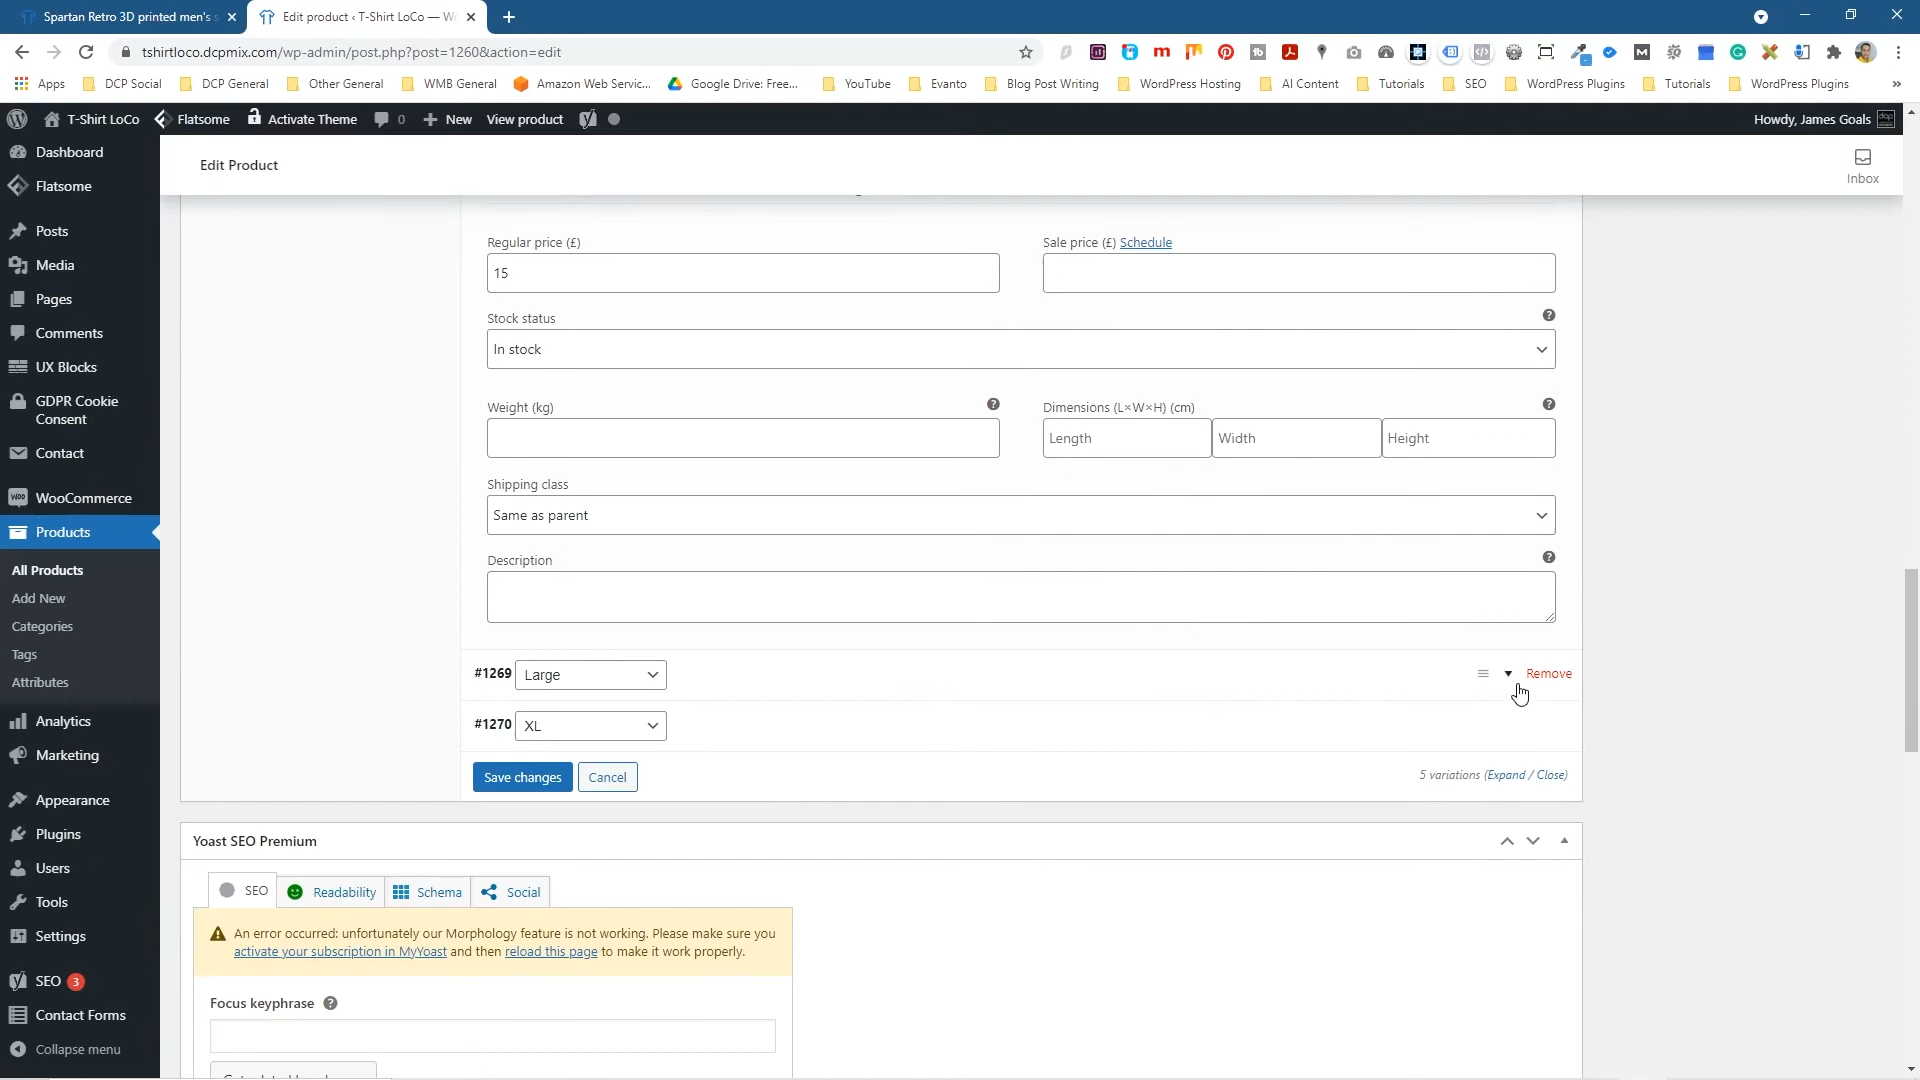 Spartan Retro 3D printed men's s
Edit product ‹ T-Shirt LoCo — W
tshirtloco.dcpmix.com/wp-admin/post.php?post=1260&action=edit
Apps
DCP Social
DCP General
Other General
WMB General
Amazon Web Servic...
Google Drive: Free...
YouTube
Evanto
Blog Post Writing
WordPress Hosting
AI Content
Tutorials
SEO
WordPress Plugins
Tutorials
WordPress Plugins
T-Shirt LoCo
Flatsome
Activate Theme
0
New
View product
Howdy, James Goals
Dashboard
Flatsome
Posts
Media
Pages
Comments
UX Blocks
GDPR Cookie
Consent
Contact
WooCommerce
Products
All Products
Add New
Categories
Tags
Attributes
Analytics
Marketing
Appearance
Plugins
Users
Tools
Settings
SEO 3
Contact Forms
Collapse menu
Edit Product
Inbox
Regular price (£)
15
Sale price (£) Schedule
Stock status
In stock
Weight (kg)
Dimensions (L×W×H) (cm)
Length
Width
Height
Shipping class
Same as parent
Description
#1269 Large
Remove
#1270 XL
Save changes
Cancel
5 variations (Expand / Close)
Yoast SEO Premium
SEO
Readability
Schema
Social
An error occurred: unfortunately our Morphology feature is not working. Please make sure you
activate your subscription in MyYoast and then reload this page to make it work properly.
Focus keyphrase